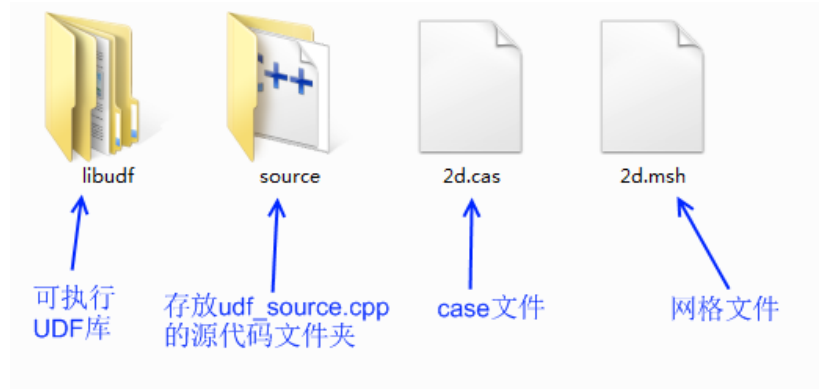 libudf
source
2d.cas
2d.msh
可执行
UDF库
存放udf_source.cpp
的源代码文件夹
case文件
网格文件